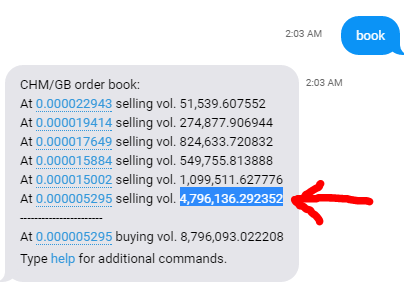 2:03 AM
book
CHM/GB order book:
2:03 AM
At 0.000022943 selling vol. 51,539.607552
At 0.000019414 selling vol. 274,877.906944
At 0.000017649 selling vol. 824,633.720832
At 0.000015884 selling vol. 549,755.813888
At 0.000015002 selling vol. 1,099,511.627776
At 0.000005295 selling vol. 4,796,136.292352
-----------------------
At 0.000005295 buying vol. 8,796,093.022208
Type help for additional commands.